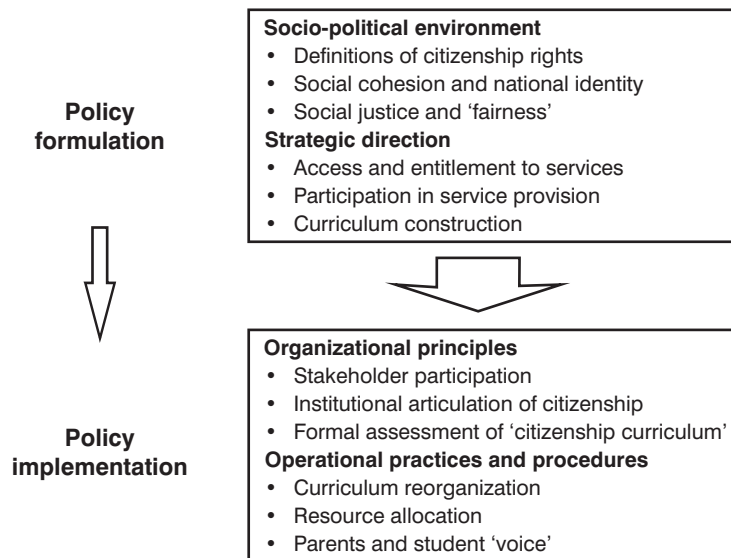 Socio-political environment
• Definitions of citizenship rights
• Social cohesion and national identity
• Social justice and ‘fairness’
Strategic direction
• Access and entitlement to services
• Participation in service provision
• Curriculum construction
Policy
formulation
Organizational principles
• Stakeholder participation
• Institutional articulation of citizenship
• Formal assessment of ‘citizenship curriculum’
Operational practices and procedures
• Curriculum reorganization
• Resource allocation
• Parents and student ‘voice’
Policy
implementation